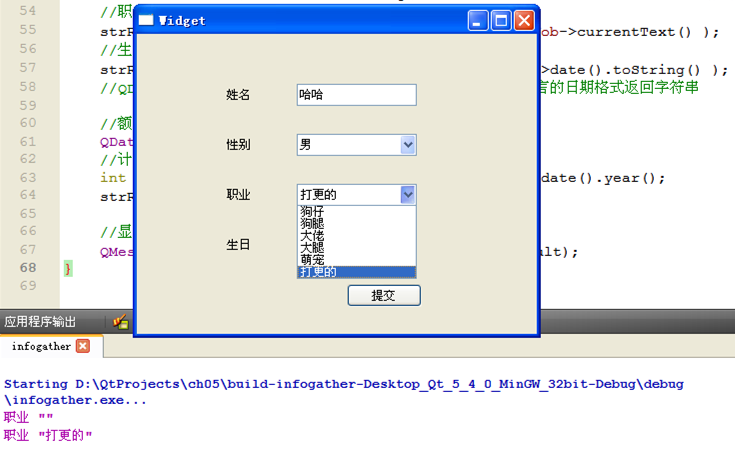 54 //职
55 strR ob->currentText() );
56 //生
57 strR >date().toString() );
58 //QD 言的日期格式返回字符串
59
60 //额
61 QDat
62 //计
63 int date().year();
64 strR
65
66 //显
67 QMes lt);
68 }
69
Widget
姓名 哈哈
性别 男
职业 打更的
狗仔
狗腿
大佬
大腿
萌宠
打更的
生日
提交
应用程序输出
infogather
Starting D:\QtProjects\ch05\build-infogather-Desktop_Qt_5_4_0_MinGW_32bit-Debug\debug
\infogather.exe...
职业 ""
职业 "打更的"